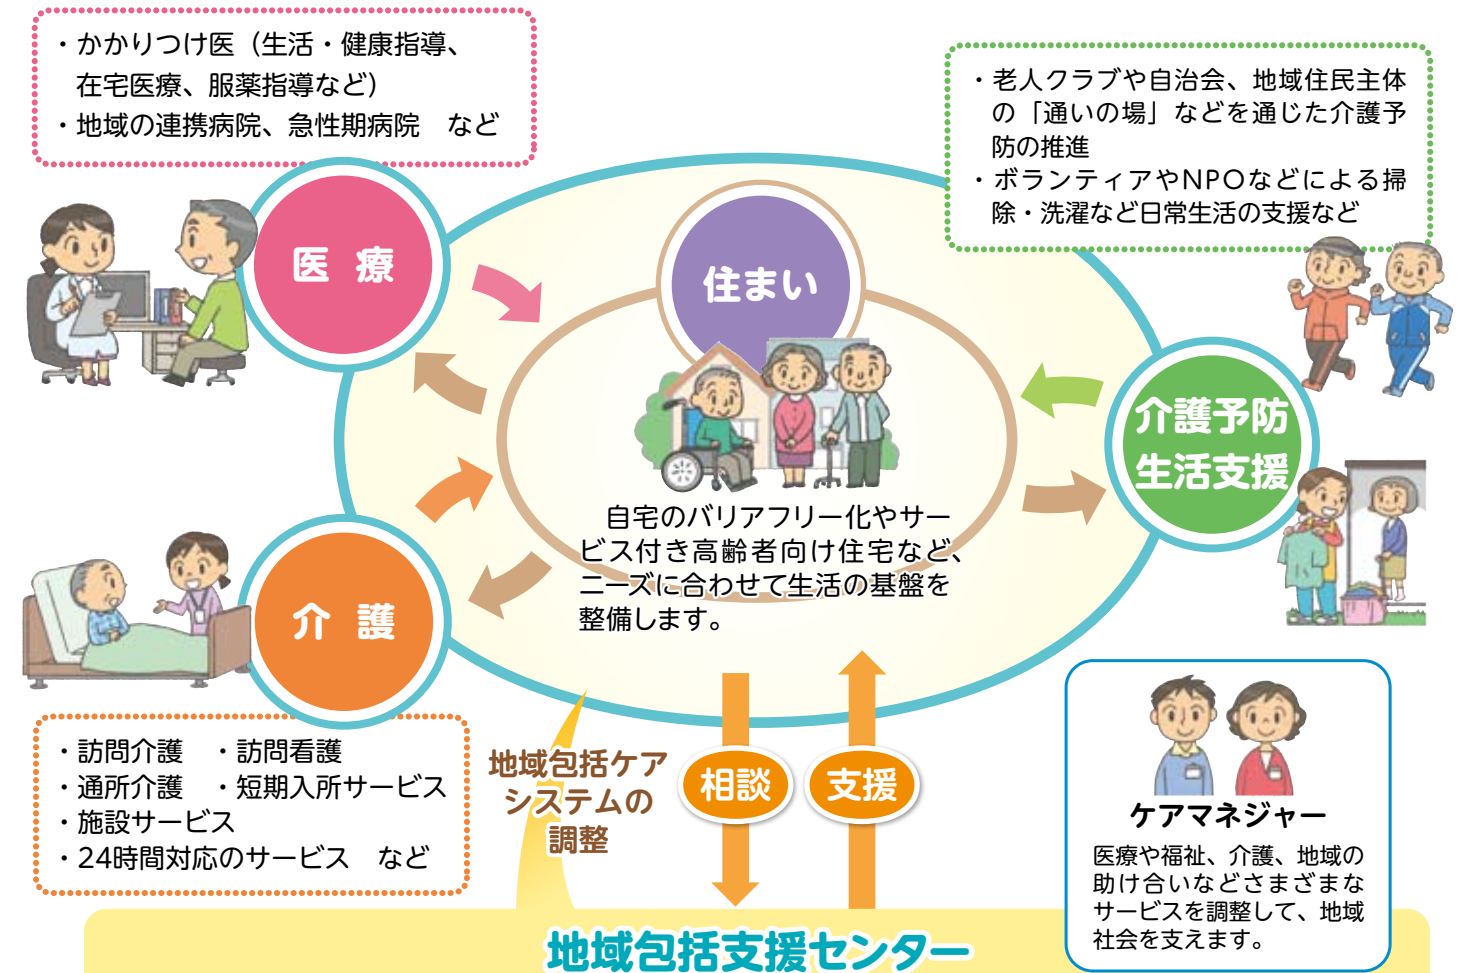 ・かかりつけ医（生活・健康指導、
在宅医療、服薬指導など）
・地域の連携病院、急性期病院　など
医 療
・老人クラブや自治会、地域住民主体
の「通いの場」などを通じた介護予
防の推進
・ボランティアやNPOなどによる掃
除・洗濯など日常生活の支援など
住まい
介護予防
生活支援
自宅のバリアフリー化やサー
ビス付き高齢者向け住宅など、
ニーズに合わせて生活の基盤を
整備します。
介 護
・訪問介護　・訪問看護
・通所介護　・短期入所サービス
・施設サービス
・24時間対応のサービス　など
地域包括ケア
システムの
調整
相談
支援
ケアマネジャー
医療や福祉、介護、地域の
助け合いなどさまざまな
サービスを調整して、地域
社会を支えます。
地域包括支援センター